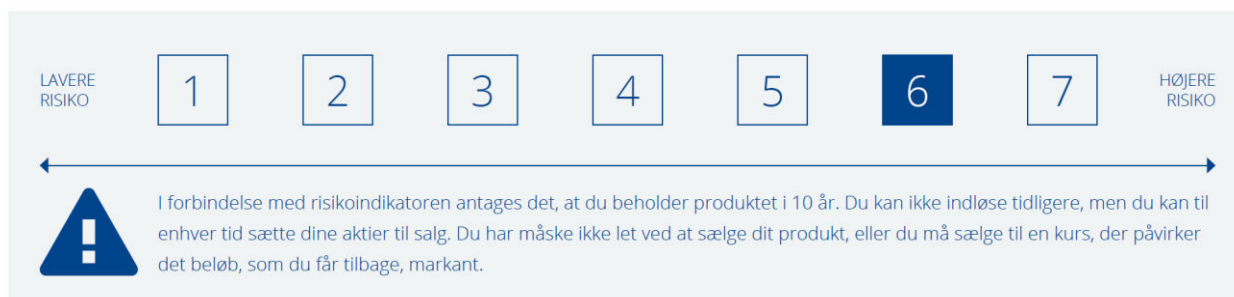 LAVERE
RISIKO
1 2 3 4 5 6 7
HØJERE
RISIKO
I forbindelse med risikoindikatoren antages det, at du beholder produktet i 10 år. Du kan ikke indløse tidligere, men du kan til
enhver tid sætte dine aktier til salg. Du har måske ikke let ved at sælge dit produkt, eller du må sælge til en kurs, der påvirker
det beløb, som du får tilbage, markant.